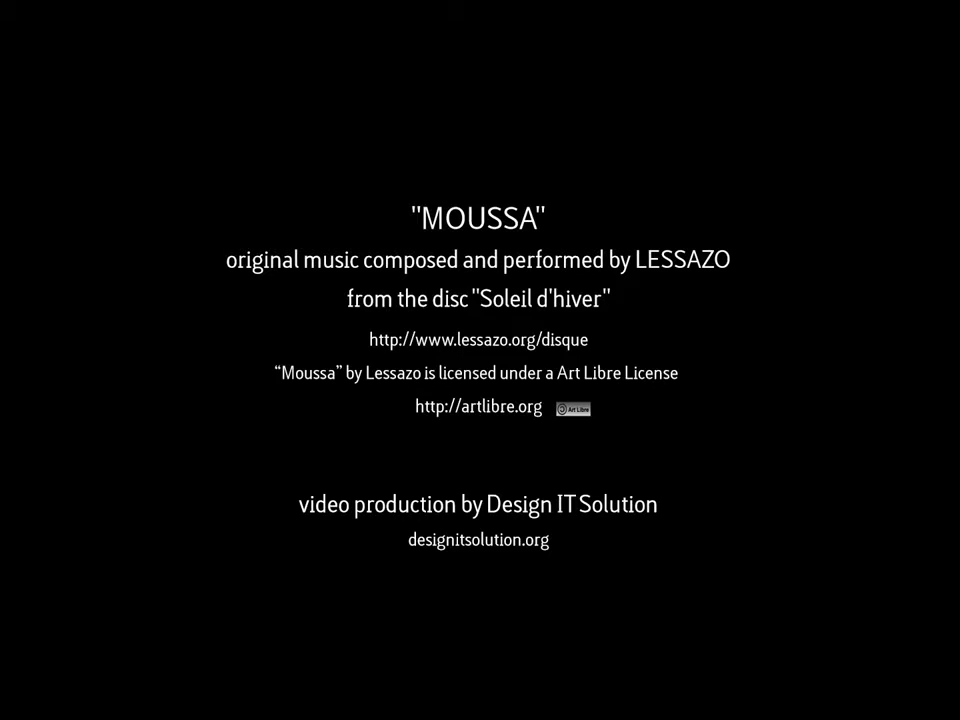 "MOUSSA"
original music composed and performed by LESSAZO
from the disc "Soleil d'hiver"
http://www.lessazo.org/disque
“Moussa” by Lessazo is licensed under a Art Libre License
http://artlibre.org Art Libre
video production by Design IT Solution
designitsolution.org